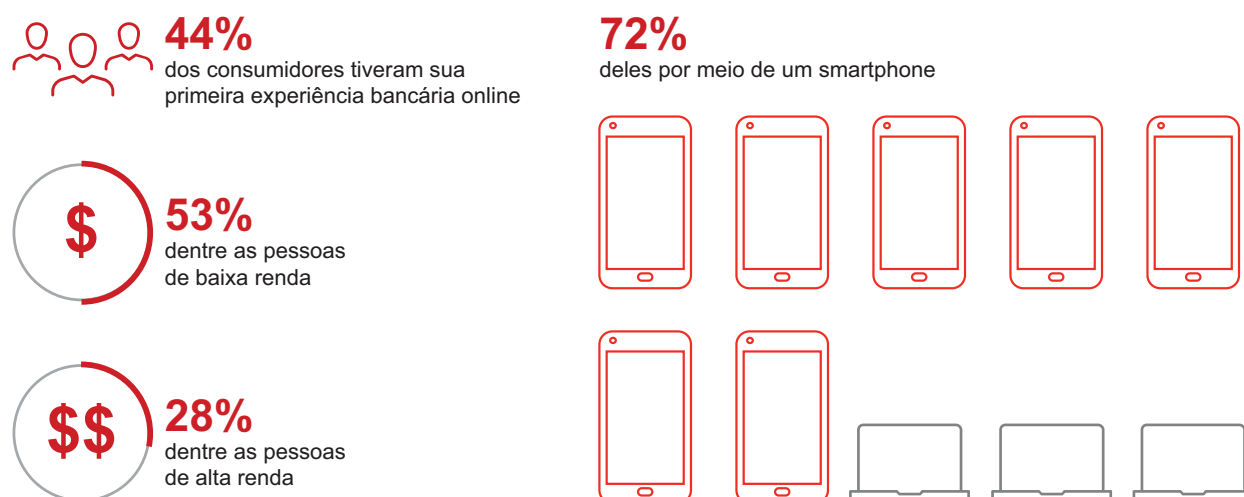 44%
dos consumidores tiveram sua
primeira experiência bancária online
$
53%
dentre as pessoas
de baixa renda
$$
28%
dentre as pessoas
de alta renda
72%
deles por meio de um smartphone